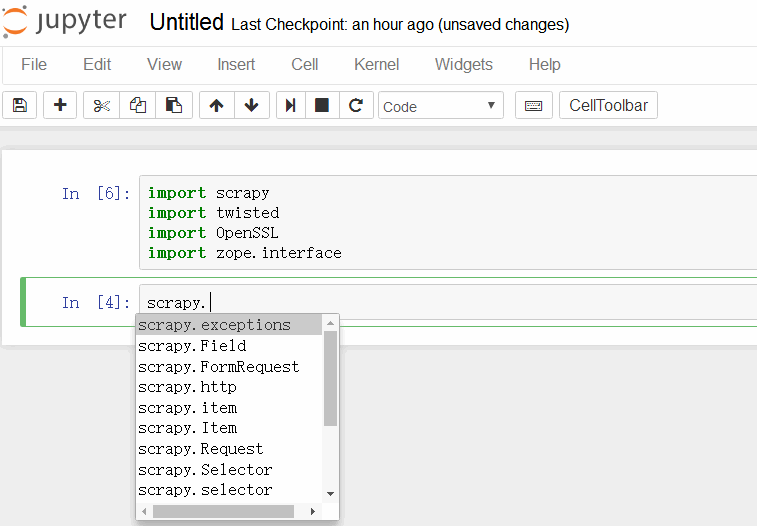 jupyter Untitled Last Checkpoint: an hour ago (unsaved changes)
File Edit View Insert Cell Kernel Widgets Help
Code CellToolbar
In [6]: import scrapy
import twisted
import OpenSSL
import zope.interface
In [4]: scrapy.
scrapy.exceptions
scrapy.Field
scrapy.FormRequest
scrapy.http
scrapy.item
scrapy.Item
scrapy.Request
scrapy.Selector
scrapy.selector